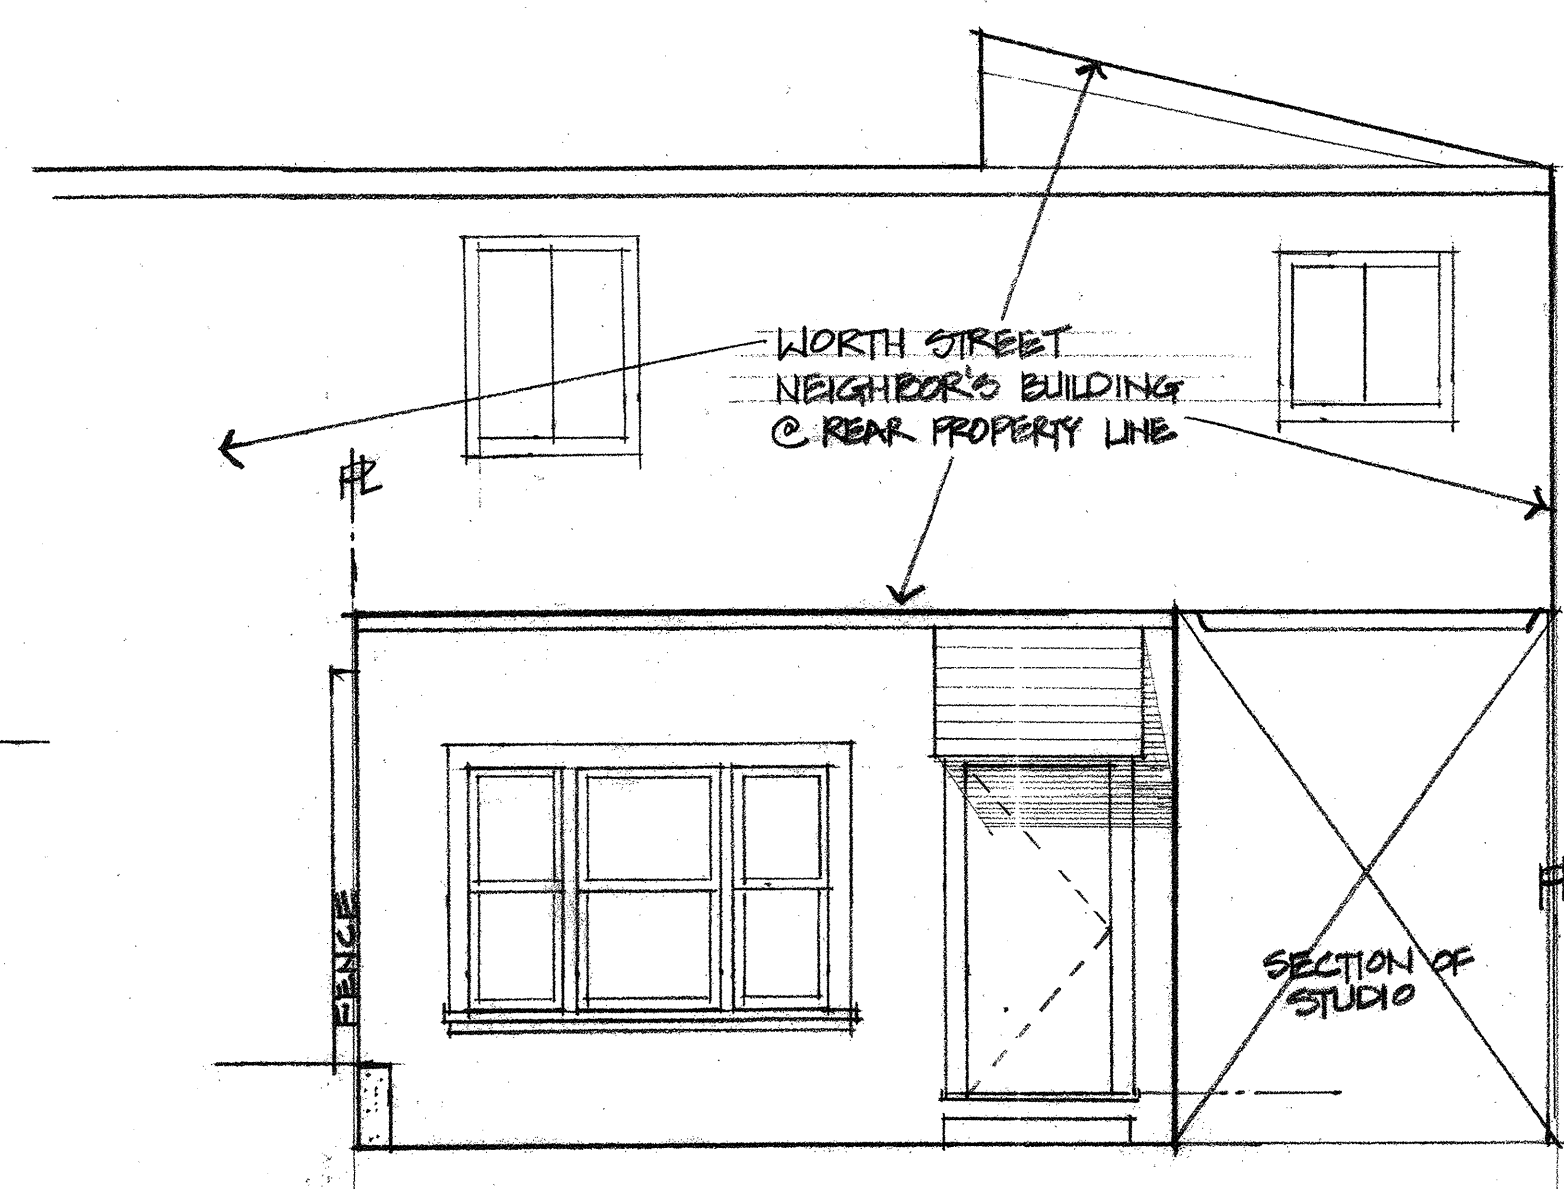 WORTH STREET
NEIGHBOR'S BUILDING
@ REAR PROPERTY LINE
PL
FENCE
SECTION OF
STUDIO